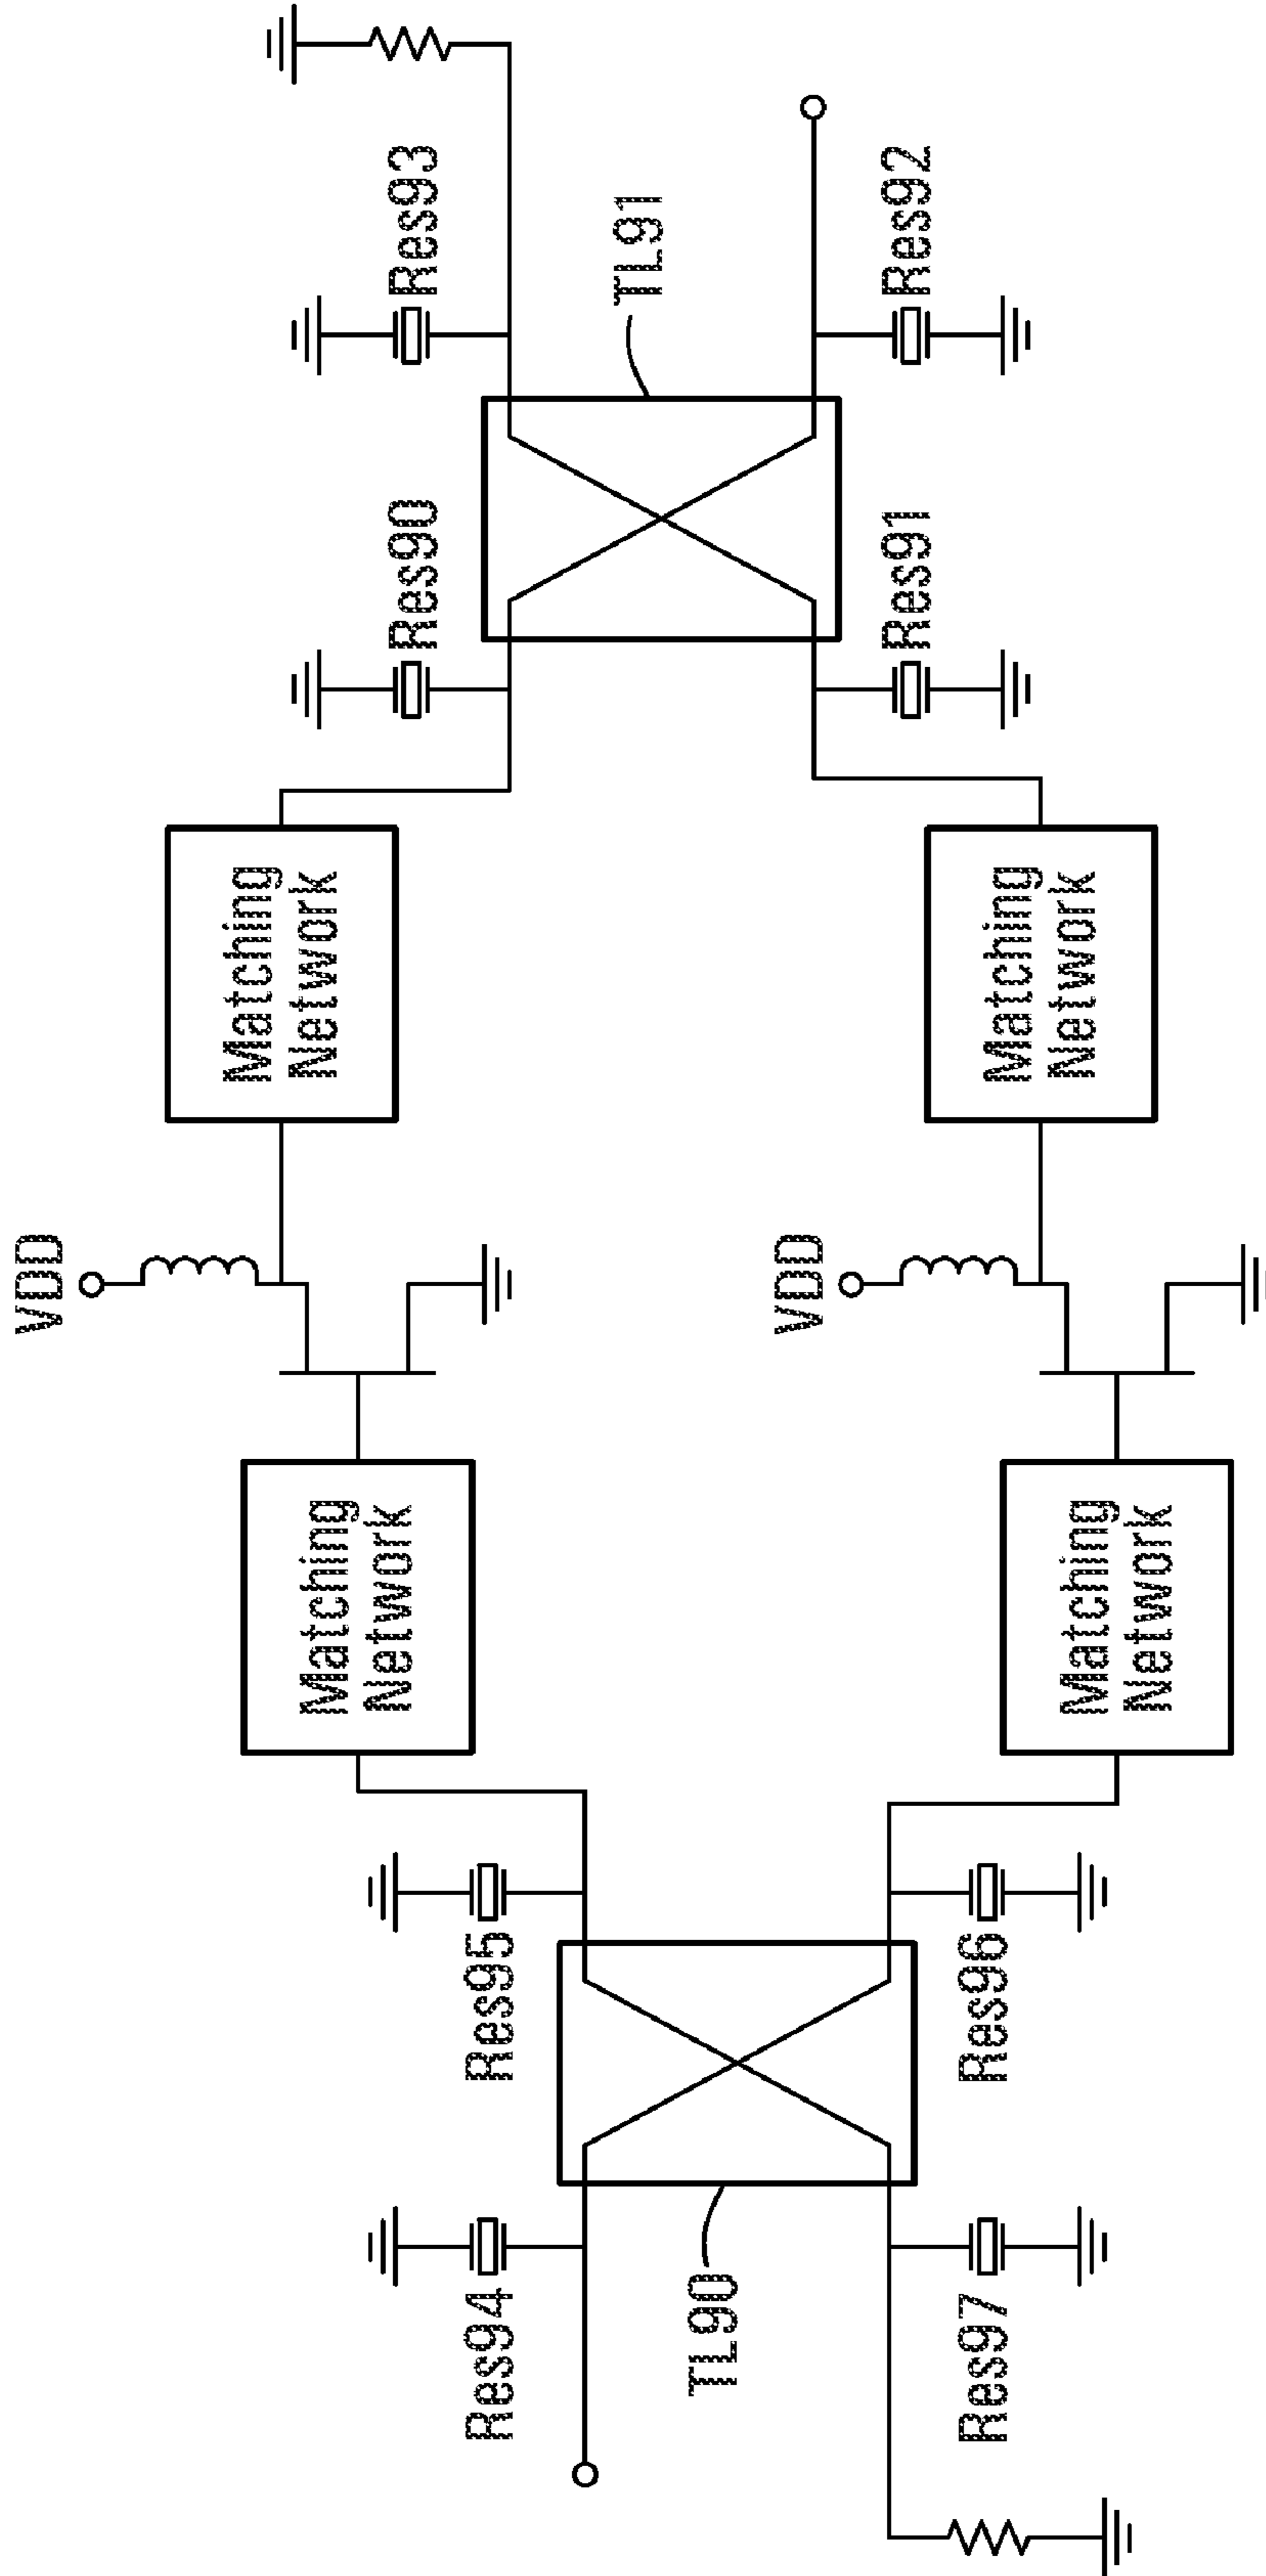 Res93
Res92
TL91
Res90
Res91
Matching
Network
Matching
Network
VDD
VDD
Matching
Network
Matching
Network
Res95
Res96
Res94
TL90
Res97